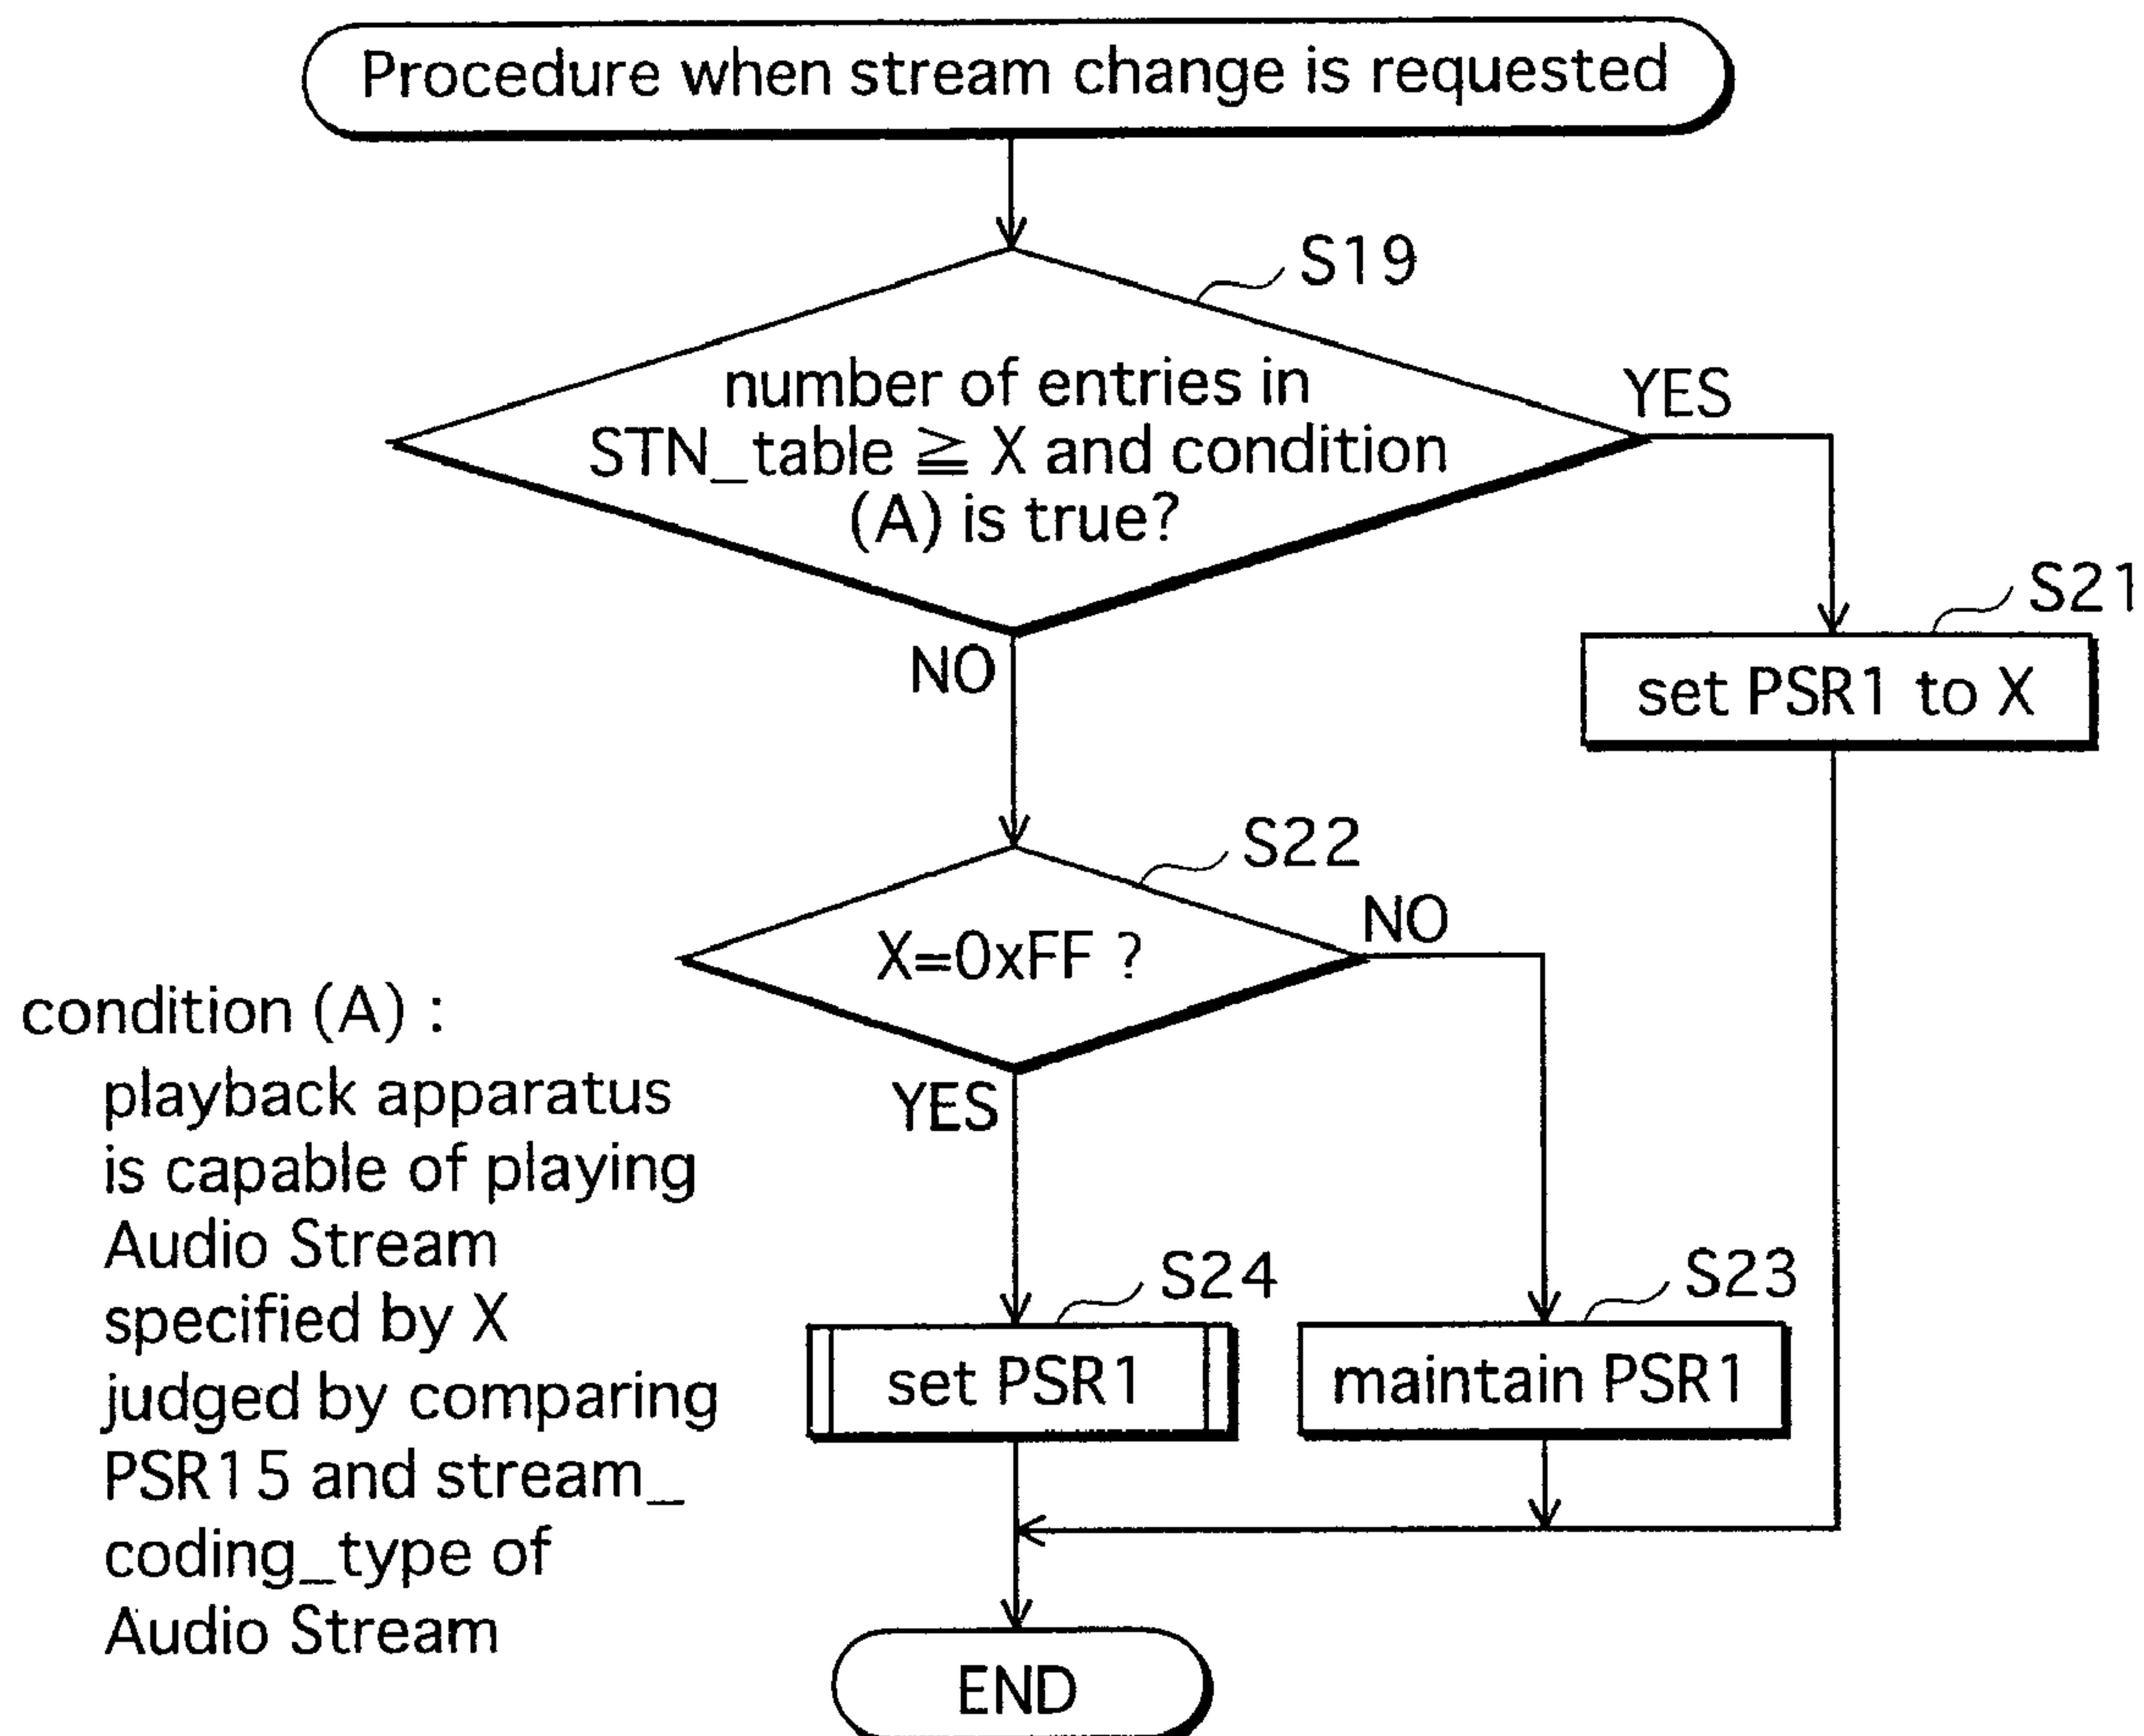 Procedure when stream change is requested
S19
number of entries in
STN_table ≧ X and condition
(A) is true?
YES
S21
set PSR1 to X
NO
S22
X=0xFF ?
NO
YES
condition (A) :
playback apparatus
is capable of playing
Audio Stream
specified by X
judged by comparing
PSR15 and stream_
coding_type of
Audio Stream
S24
set PSR1
S23
maintain PSR1
END